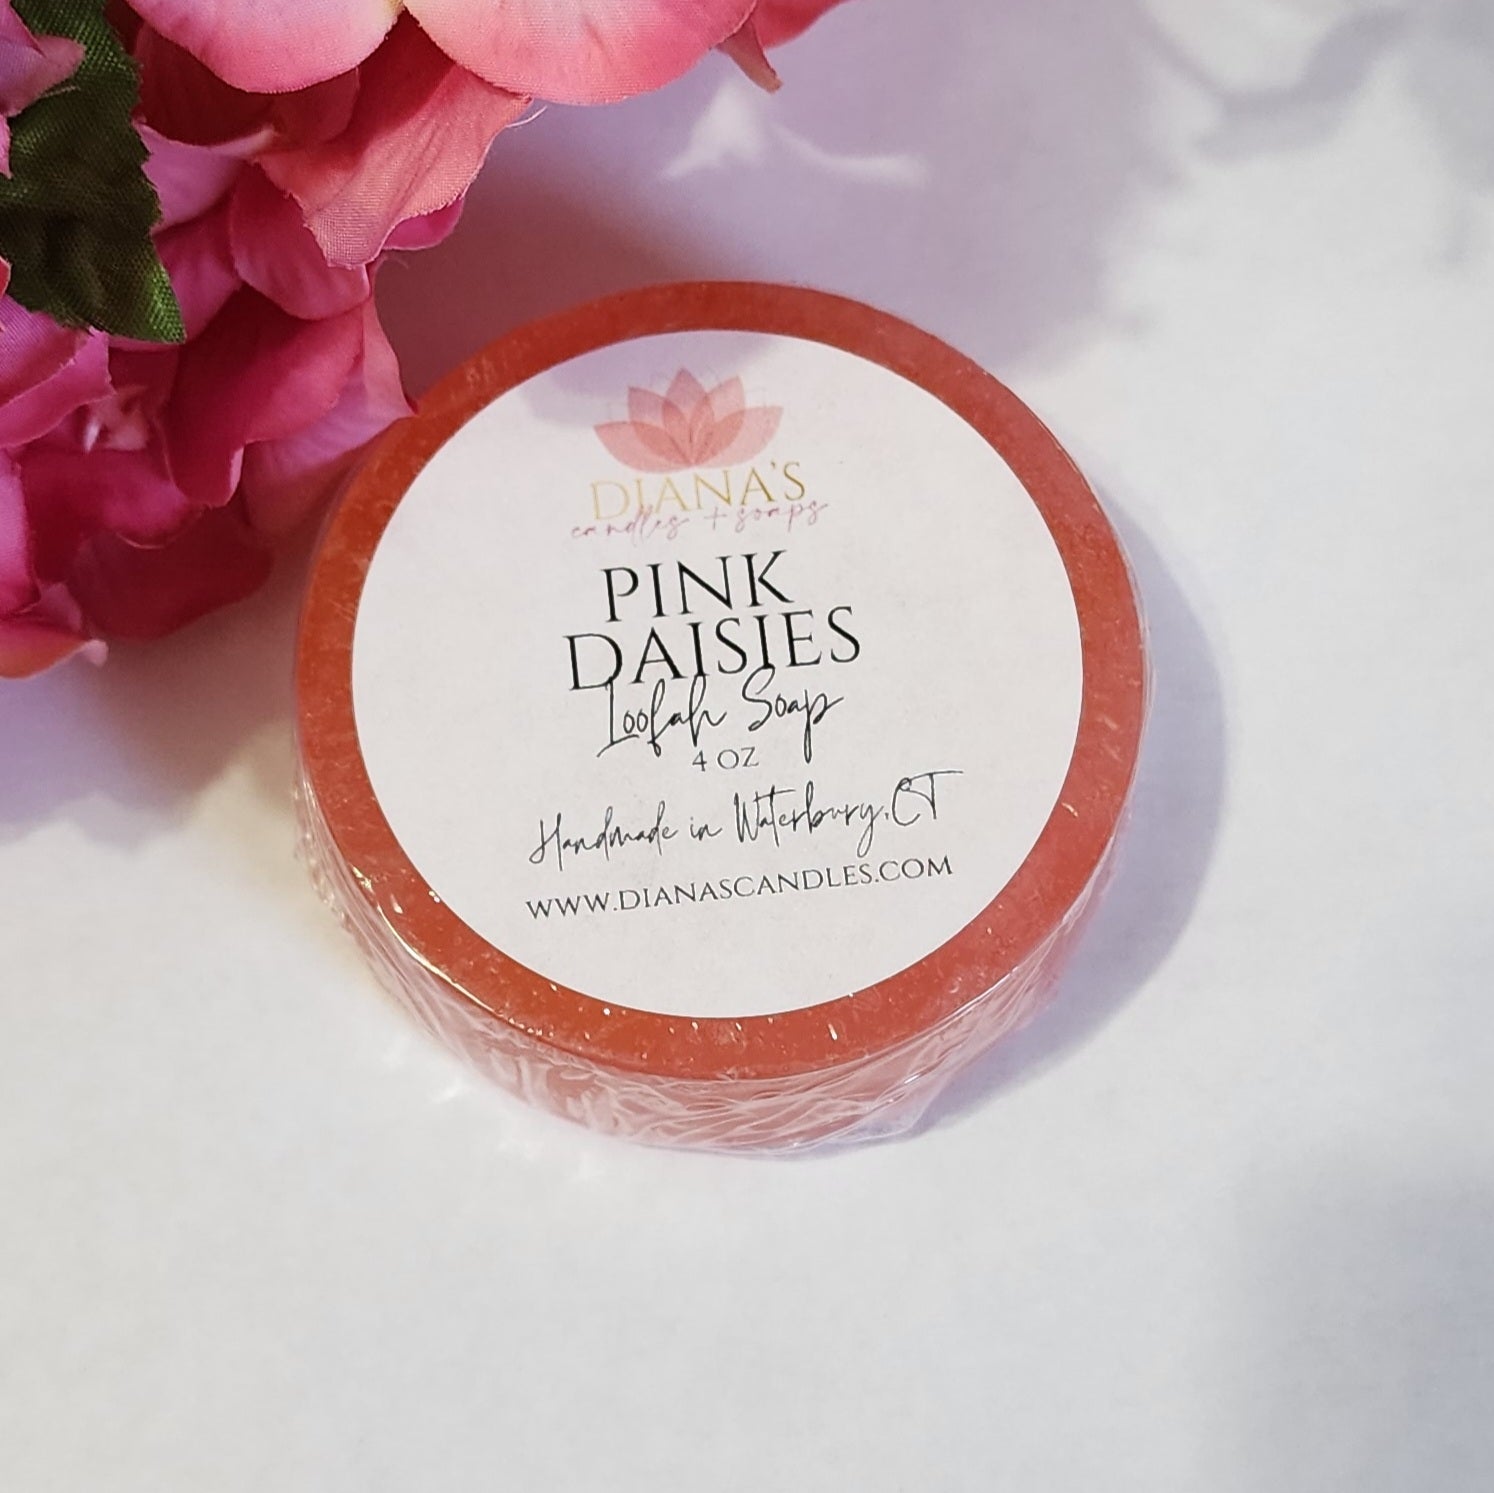 DIANA'S
candles + soaps
PINK
DAISIES
Loofah Soap
4 OZ
Handmade in Waterbury, CT
WWW.DIANASCANDLES.COM